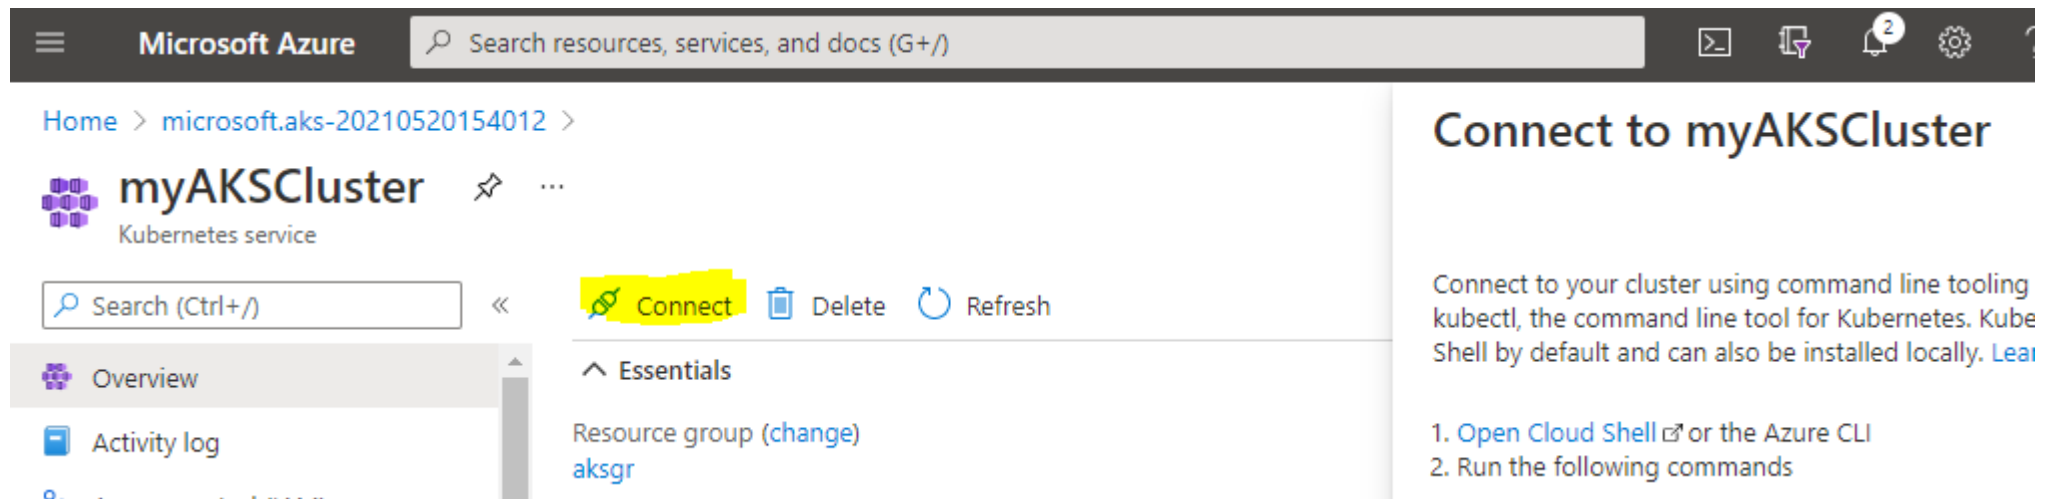 Microsoft Azure
Search resources, services, and docs (G+/)
2
Home > microsoft.aks-20210520154012 >
myAKSCluster
...
Kubernetes service
Search (Ctrl+/)
«
Connect
Delete
Refresh
Overview
Activity log
Essentials
Resource group (change)
aksgr
Connect to myAKSCluster
Connect to your cluster using command line tooling
kubectl, the command line tool for Kubernetes. Kube
Shell by default and can also be installed locally. Lear
1. Open Cloud Shell or the Azure CLI
2. Run the following commands